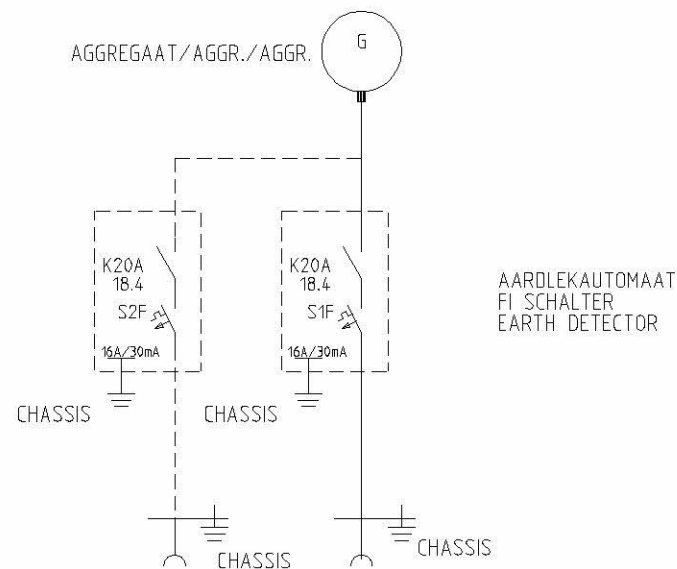 G
AGGREGAAT/AGGR./AGGR.
K20A
18.4
S2F
16A/30mA
CHASSIS
K20A
18.4
S1F
16A/30mA
CHASSIS
AARDLEKAUTOMAAT
FI SCHALTER
EARTH DETECTOR
CHASSIS
CHASSIS